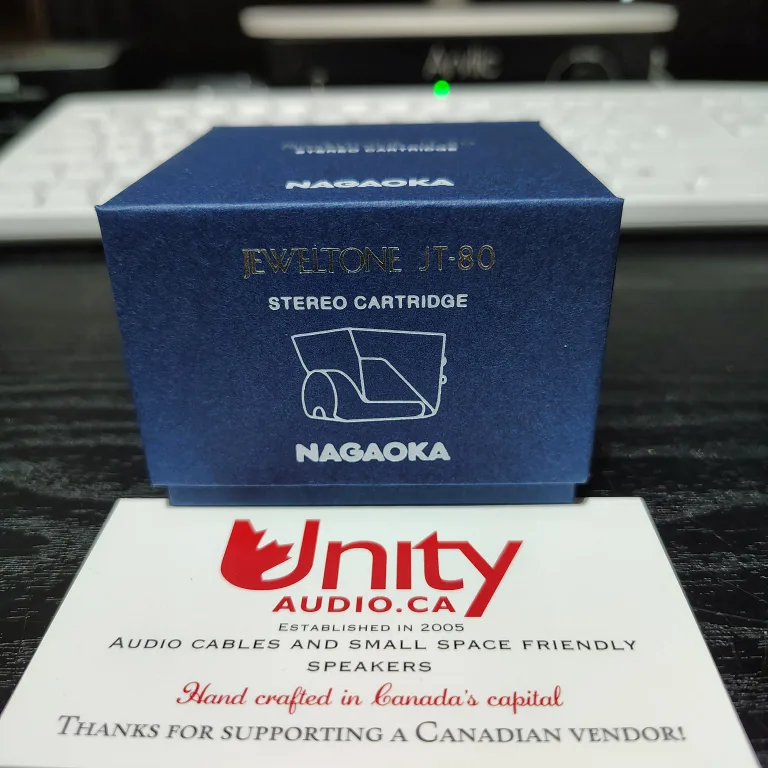 STEREO CARTRIDGE
NAGAOKA
JEWELTONE JT-80
STEREO CARTRIDGE
NAGAOKA
Unity
AUDIO.CA
ESTABLISHED IN 2005
AUDIO CABLES AND SMALL SPACE FRIENDLY
SPEAKERS
Hand crafted in Canada's capital
THANKS FOR SUPPORTING A CANADIAN VENDOR!